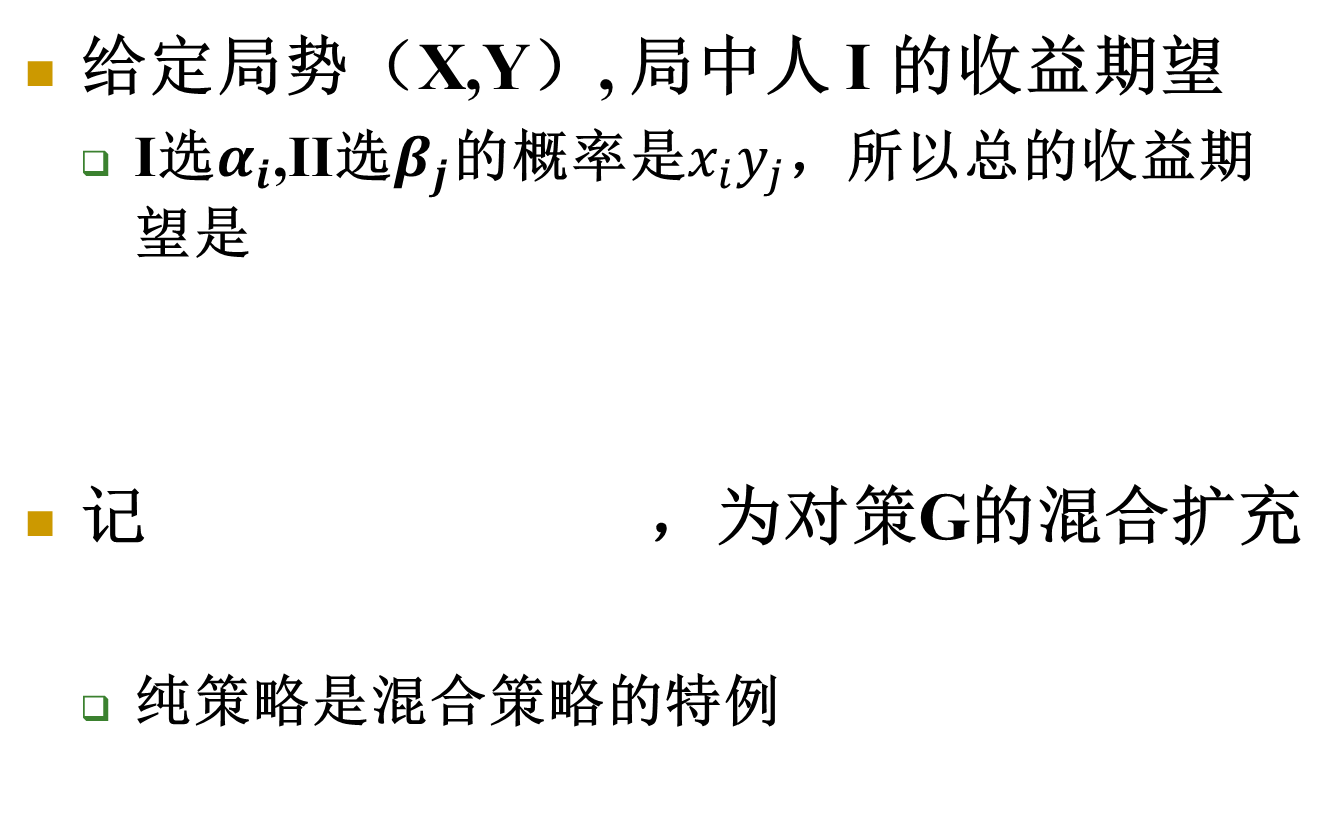 给定局势（X,Y）,局中人 I 的收益期望
I选αᵢ,II选βⱼ的概率是xᵢyⱼ，所以总的收益期
望是
记 ，为对策G的混合扩充
纯策略是混合策略的特例